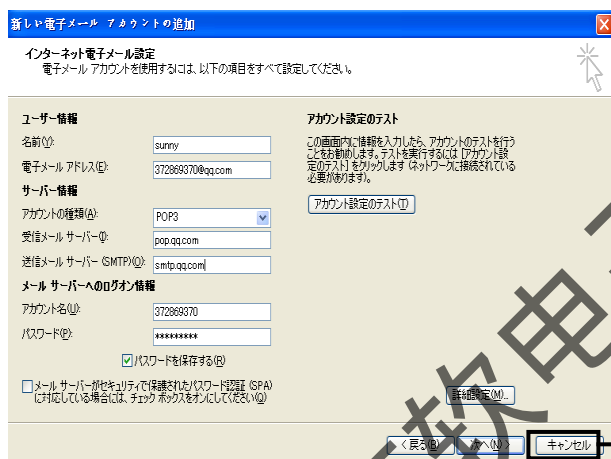 新しい電子メール アカウントの追加
インターネット電子メール設定
電子メール アカウントを使用するには、以下の項目をすべて設定してください。
ユーザー情報
名前(Y):
sunny
電子メール アドレス(E):
372869370@qq.com
サーバー情報
アカウントの種類(A):
POP3
受信メール サーバー(I):
pop.qq.com
送信メール サーバー (SMTP)(O):
smtp.qq.com
メール サーバーへのログオン情報
アカウント名(U):
372869370
パスワード(P):
*********
パスワードを保存する(R)
メール サーバーがセキュリティで保護されたパスワード認証 (SPA)
に対応している場合には、チェック ボックスをオンにしてください(Q)
アカウント設定のテスト
この画面内に情報を入力したら、アカウントのテストを行う
ことをお勧めします。テストを実行するには [アカウント設
定のテスト] をクリックします (ネットワークに接続されている
必要があります)。
アカウント設定のテスト(T)
詳細設定(M)...
< 戻る(B)
次へ(N) >
キャンセル
软电